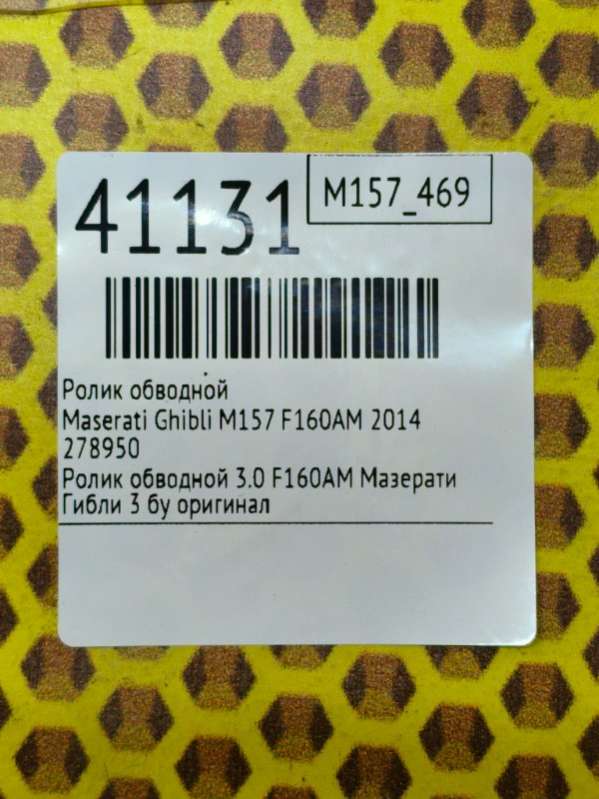 41131
M157_469
Ролик обводной
Maserati Ghibli M157 F160AM 2014
278950
Ролик обводной 3.0 F160AM Мазерати
Гибли 3 бу оригинал